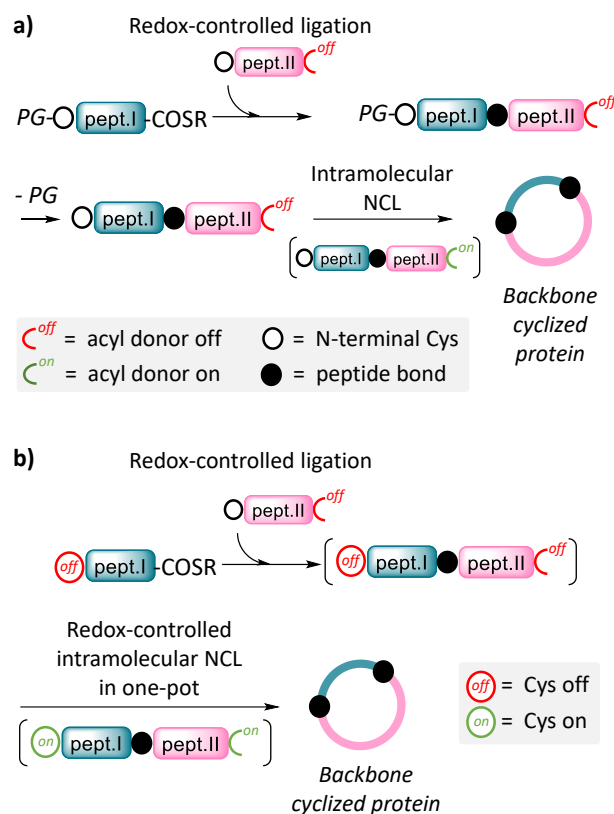 a)
Redox-controlled ligation
pept.II off
PG- pept.I -COSR
PG- pept.I pept.II off
- PG
pept.I pept.II off
Intramolecular
NCL
pept.I pept.II on
Backbone
cyclized
protein
off = acyl donor off
= N-terminal Cys
on = acyl donor on
= peptide bond
b)
Redox-controlled ligation
pept.II off
off pept.I -COSR
off pept.I pept.II off
Redox-controlled
intramolecular NCL
in one-pot
on pept.I pept.II on
Backbone
cyclized protein
off = Cys off
on = Cys on